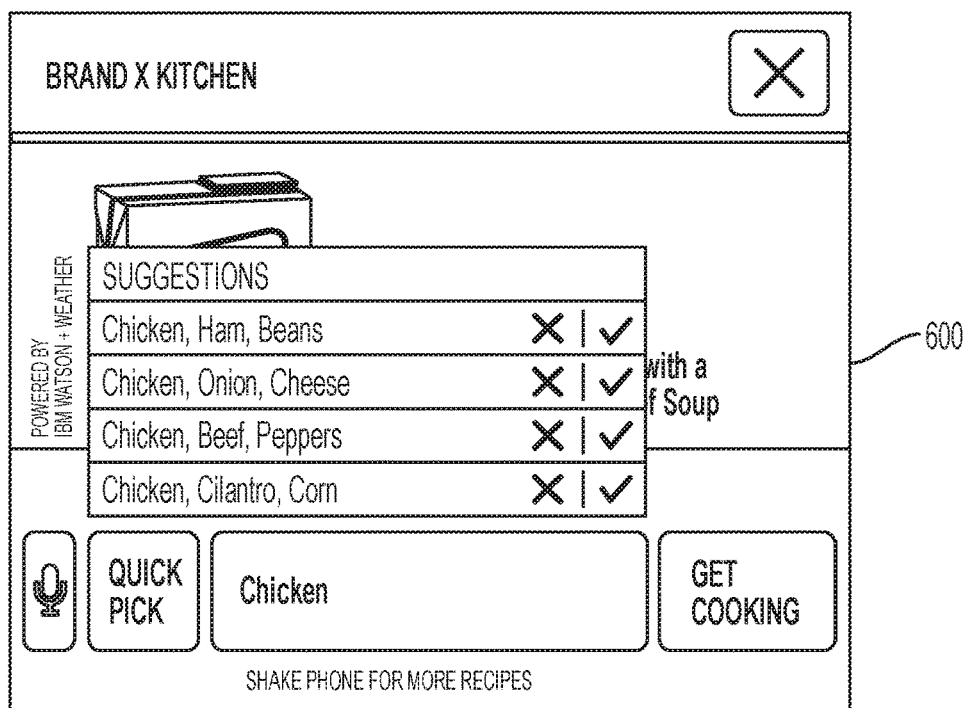 BRAND X KITCHEN
POWERED BY
IBM WATSON + WEATHER
SUGGESTIONS
Chicken, Ham, Beans
Chicken, Onion, Cheese
Chicken, Beef, Peppers
Chicken, Cilantro, Corn
with a
f Soup
600
QUICK
PICK
Chicken
GET
COOKING
SHAKE PHONE FOR MORE RECIPES